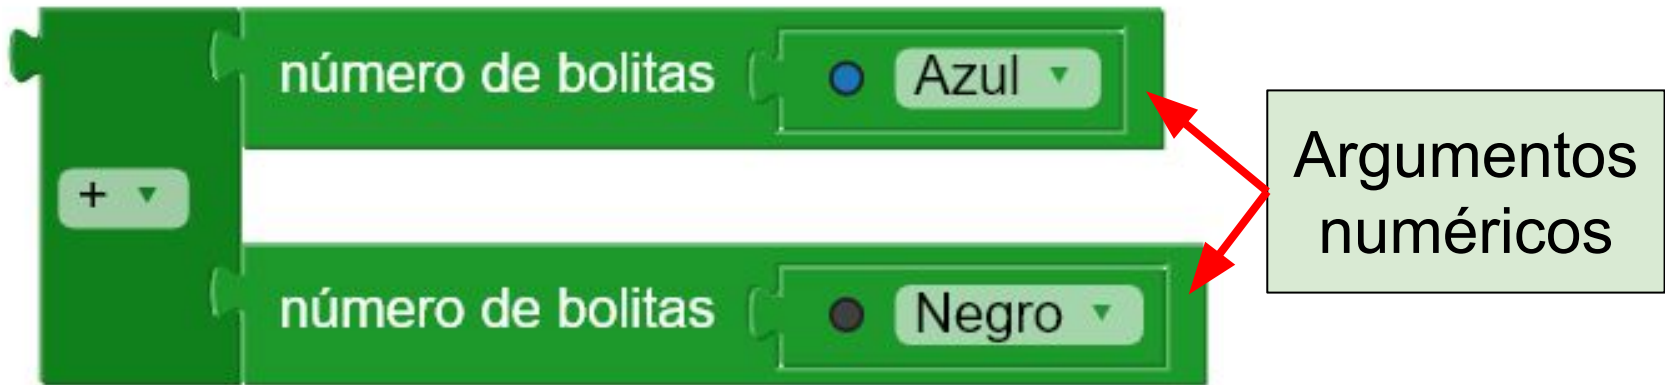 número de bolitas Azul
+
número de bolitas Negro
Argumentos
numéricos